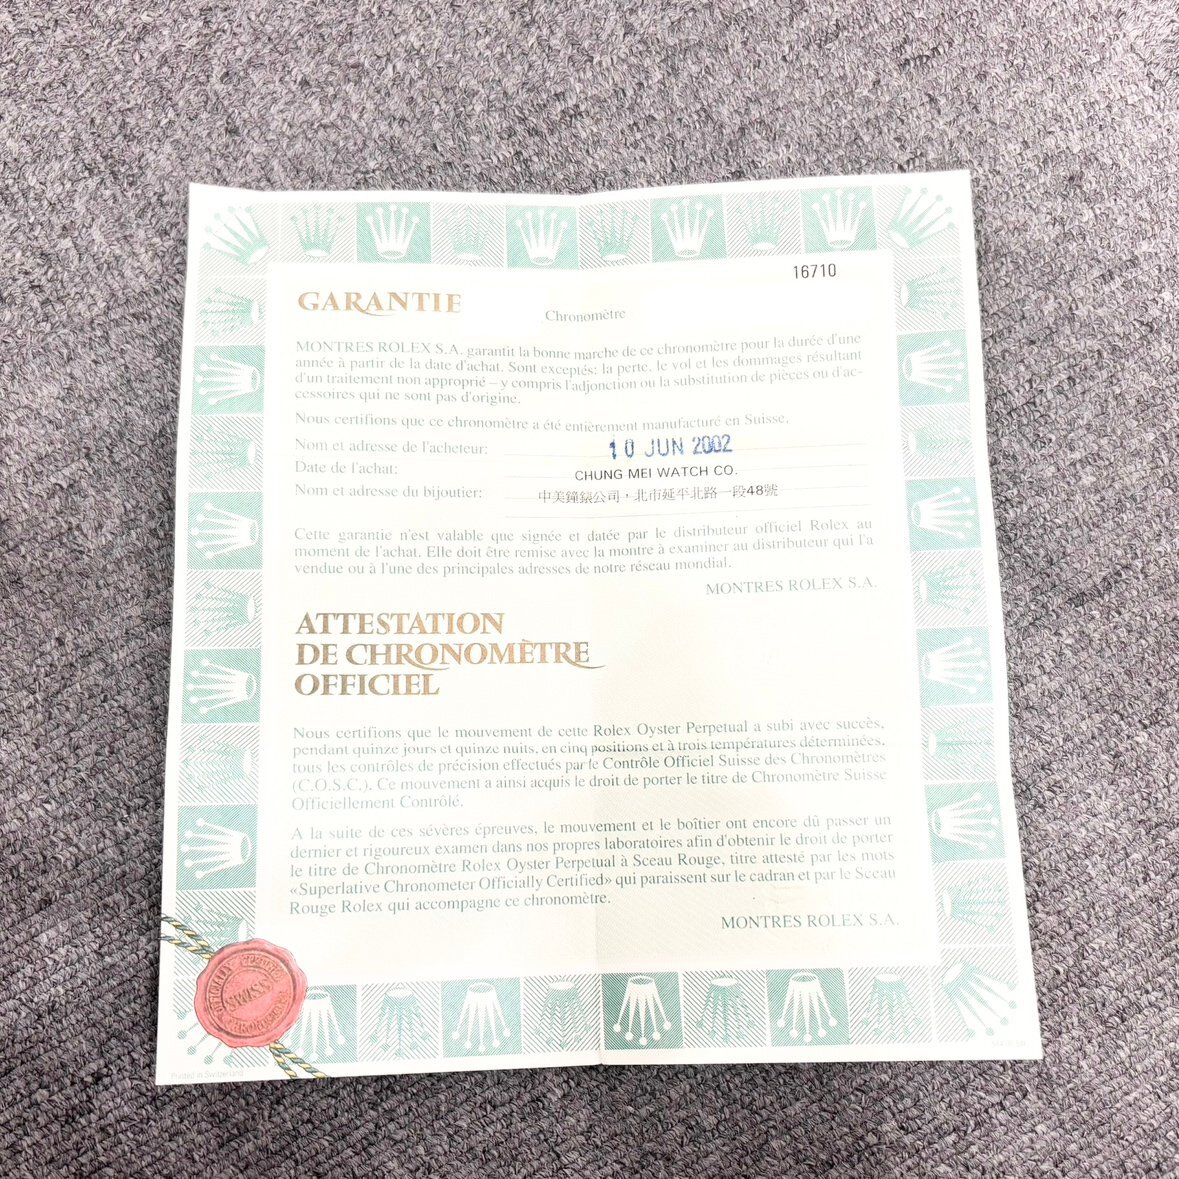 16710
GARANTIE
Chronomètre
MONTRES ROLEX S.A. garantit la bonne marche de ce chronomètre pour la durée d'une
année à partir de la date d'achat. Sont exceptés: la perte, le vol et les dommages résultant
d'un traitement non approprié – y compris l'adjonction ou la substitution de pièces ou d'ac-
cessoires qui ne sont pas d'origine.
Nous certifions que ce chronomètre a été entièrement manufacturé en Suisse.
Nom et adresse de l'acheteur:
10 JUN 2002
Date de l'achat:
CHUNG MEI WATCH CO.
Nom et adresse du bijoutier:
中美鐘錶公司，北市延平北路一段48號
Cette garantie n'est valable que signée et datée par le distributeur officiel Rolex au
moment de l'achat. Elle doit être remise avec la montre à examiner au distributeur qui l'a
vendue ou à l'une des principales adresses de notre réseau mondial.
MONTRES ROLEX S.A.
ATTESTATION
DE CHRONOMÈTRE
OFFICIEL
Nous certifions que le mouvement de cette Rolex Oyster Perpetual a subi avec succès,
pendant quinze jours et quinze nuits, en cinq positions et à trois températures déterminées,
tous les contrôles de précision effectués par le Contrôle Officiel Suisse des Chronomètres
(C.O.S.C.). Ce mouvement a ainsi acquis le droit de porter le titre de Chronomètre Suisse
Officiellement Contrôlé.
A la suite de ces sévères épreuves, le mouvement et le boîtier ont encore dû passer un
dernier et rigoureux examen dans nos propres laboratoires afin d'obtenir le droit de porter
le titre de Chronomètre Rolex Oyster Perpetual à Sceau Rouge, titre attesté par les mots
«Superlative Chronometer Officially Certified» qui paraissent sur le cadran et par le Sceau
Rouge Rolex qui accompagne ce chronomètre.
MONTRES ROLEX S.A.
OFFICIALLY CERTIFIED
SWISS
CHRONOMETER
Printed in Switzerland